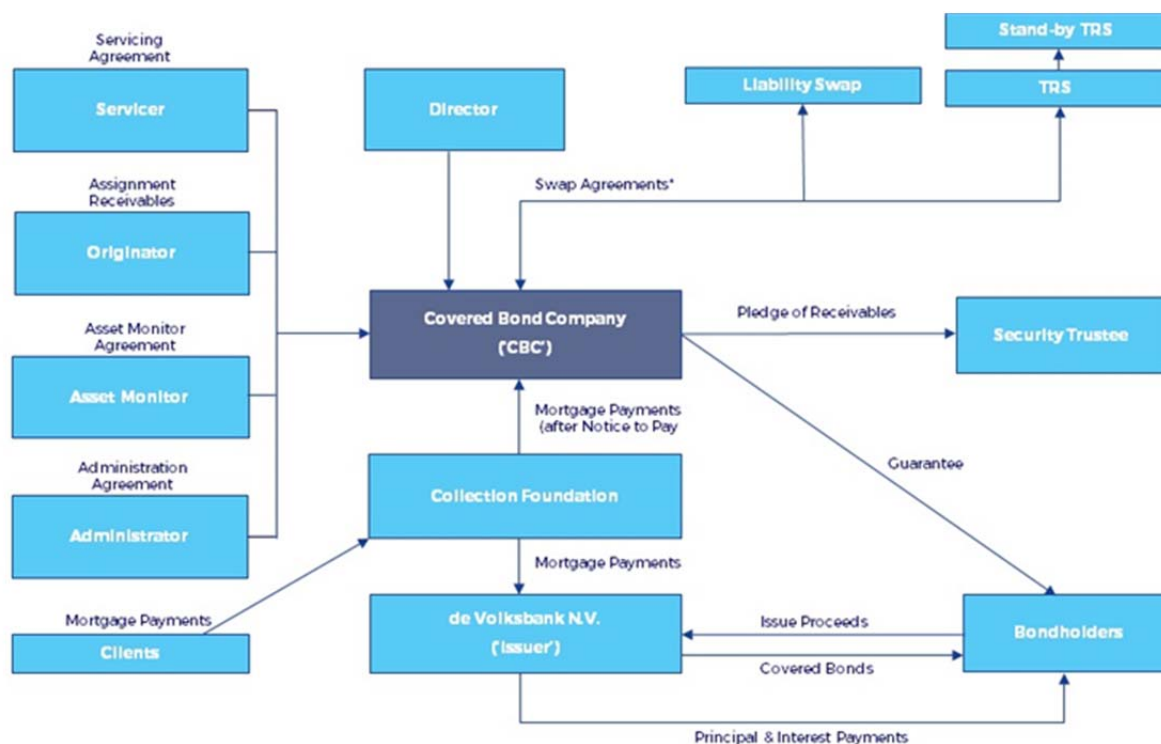 Stand-by TRS
Servicing
Agreement
Servicer
Director
Liability Swap
TRS
Assignment
Receivables
Swap Agreements*
Originator
Covered Bond Company
('CBC')
Pledge of Receivables
Security Trustee
Asset Monitor
Agreement
Asset Monitor
Mortgage Payments
(after Notice to Pay
Guarantee
Administration
Agreement
Collection Foundation
Administrator
Mortgage Payments
Mortgage Payments
Clients
de Volksbank N.V.
('Issuer')
Issue Proceeds
Bondholders
Covered Bonds
Principal & Interest Payments